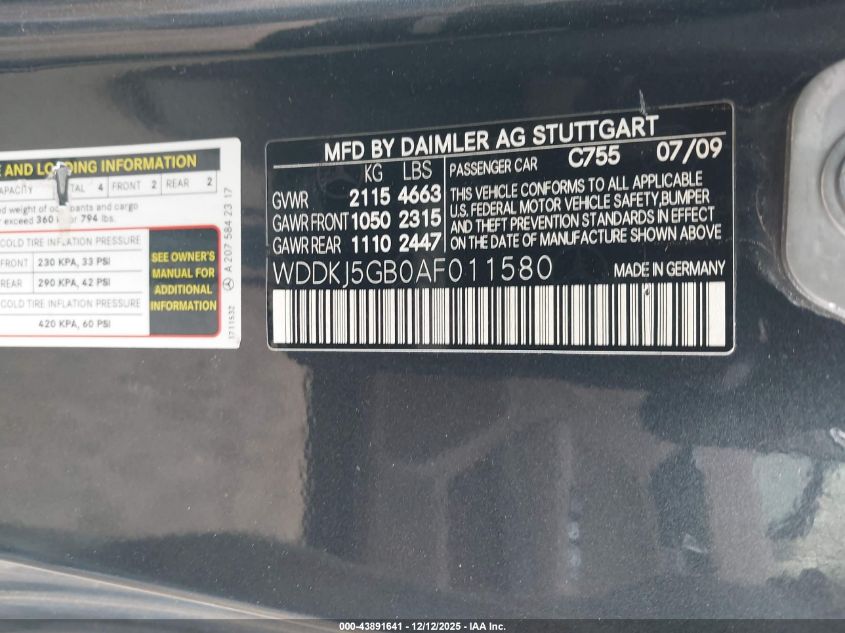 E AND LOADING INFORMATION
APACITY TAL 4 FRONT 2 REAR 2
ed weight of pants and cargo
r exceed 360 or 794 lbs.
COLD TIRE INFLATION PRESSURE
FRONT 230 KPA, 33 PSI
REAR 290 KPA, 42 PSI
COLD TIRE INFLATION PRESSURE
420 KPA, 60 PSI
SEE OWNER'S
MANUAL FOR
ADDITIONAL
INFORMATION
1711532 A 207 584 23 17
MFD BY DAIMLER AG STUTTGART
KG LBS
GVWR 2115 4663
GAWR FRONT 1050 2315
GAWR REAR 1110 2447
PASSENGER CAR C755 07/09
THIS VEHICLE CONFORMS TO ALL APPLICABLE
U.S. FEDERAL MOTOR VEHICLE SAFETY,BUMPER
AND THEFT PREVENTION STANDARDS IN EFFECT
ON THE DATE OF MANUFACTURE SHOWN ABOVE
WDDKJ5GB0AF011580 MADE IN GERMANY
000-43891641 - 12/12/2025 - IAA Inc.